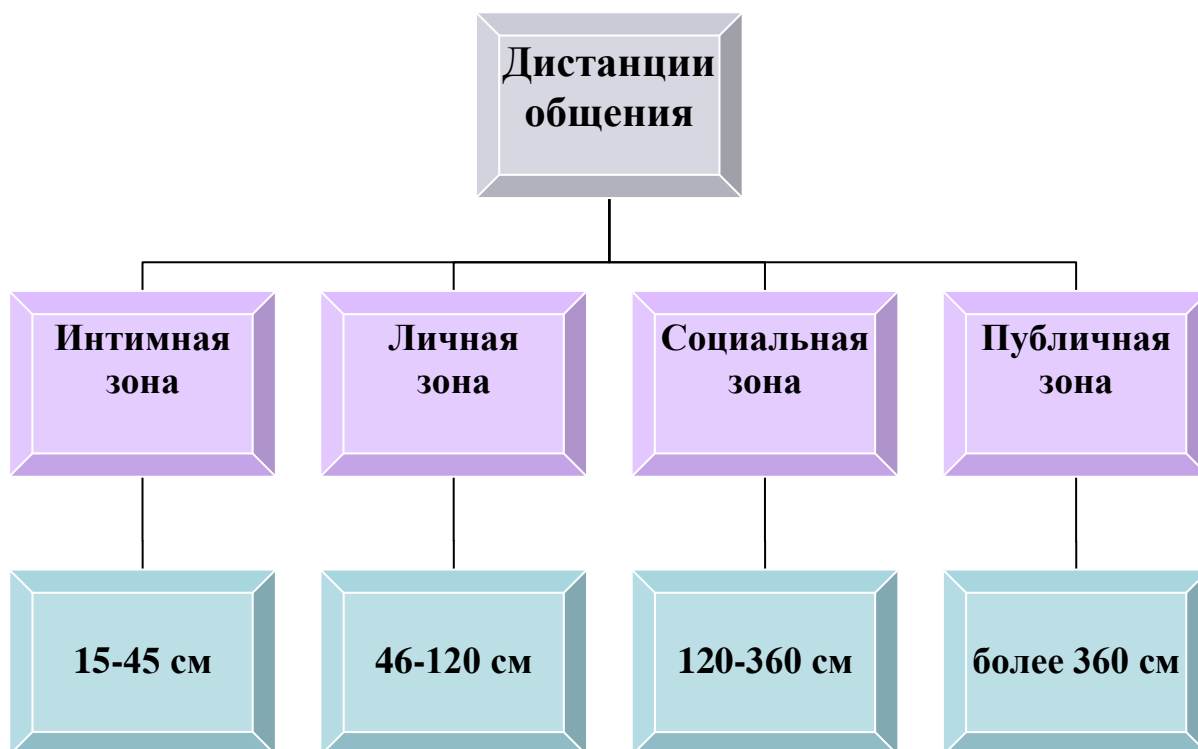 Дистанции
общения
Интимная
зона
Личная
зона
Социальная
зона
Публичная
зона
15-45 см
46-120 см
120-360 см
более 360 см